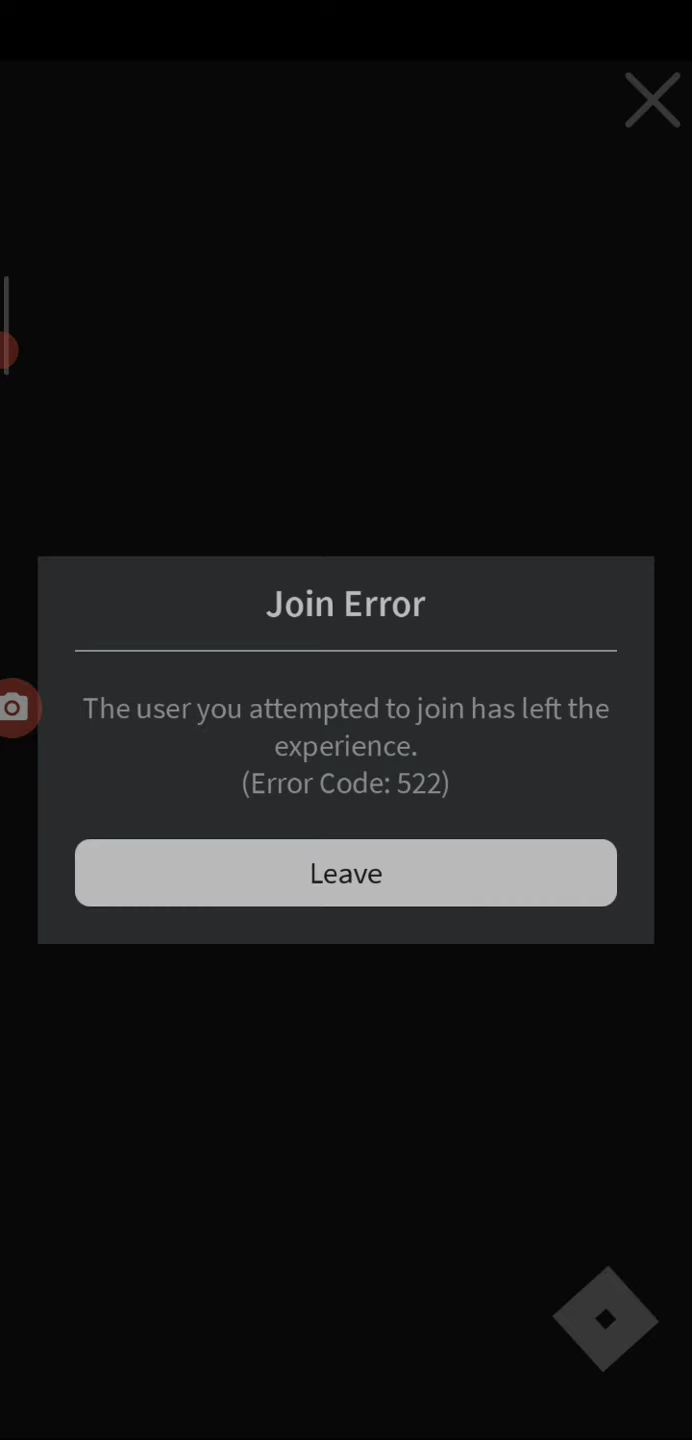 Join Error
The user you attempted to join has left the
experience.
(Error Code: 522)
Leave